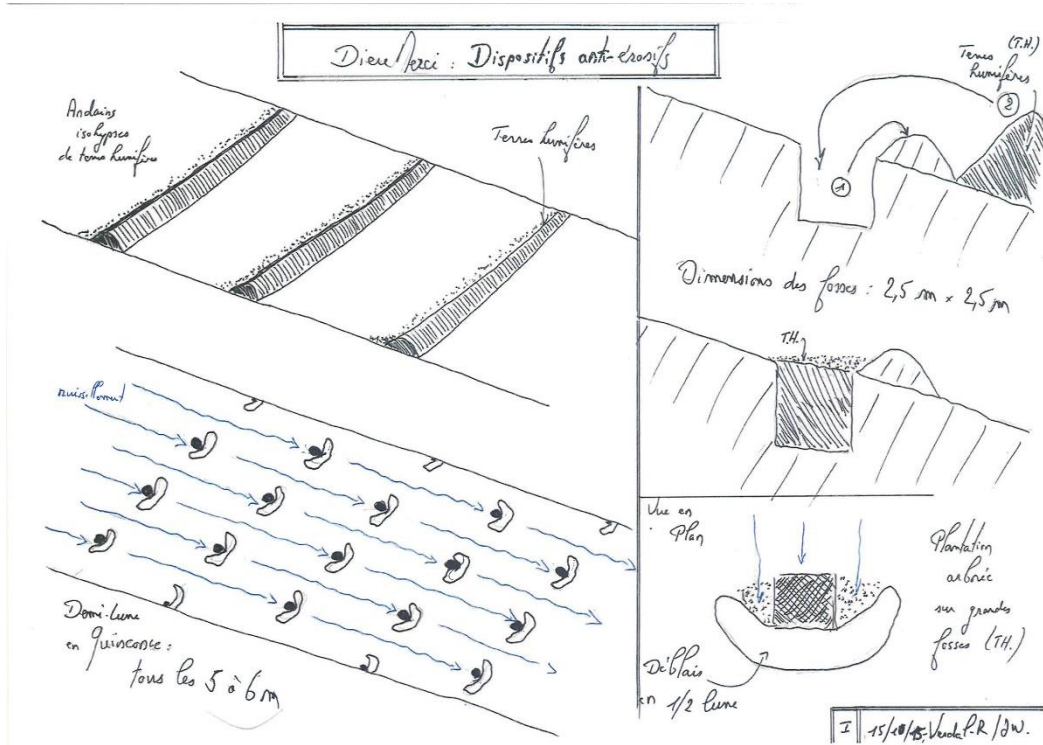 Dieu Merci : Dispositifs anti-érosifs
Andains
isohypses
de terres humifères
Terres humifères
(T.H.)
Terres
humifères
2
1
Dimensions des fosses : 2,5 m × 2,5 m
T.H.
ruissellement
Demi-lune
en quinconce :
tous les 5 à 6 m
Vue en
Plan
Plantation
arborée
sur grandes
fosses (TH.)
Déblais
en 1/2 lune
I